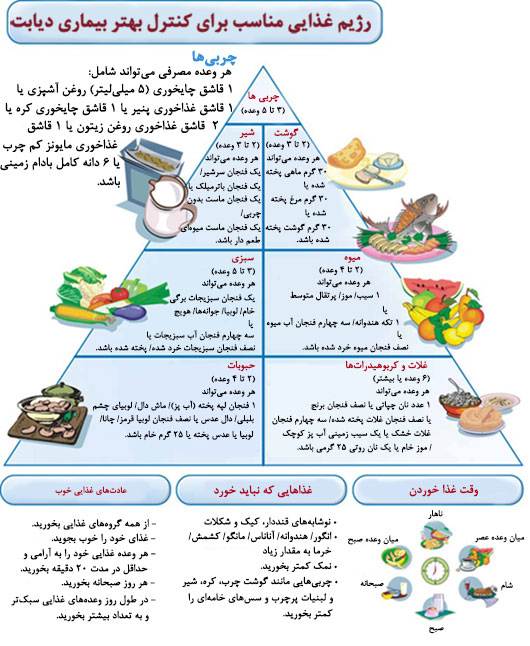 رژیم غذایی مناسب برای کنترل بهتر بیماری دیابت
چربی‌ها
هر وعده مصرفی می‌تواند شامل:
۱ قاشق چایخوری (۵ میلی‌لیتر) روغن آشپزی یا
۱ قاشق غذاخوری پنیر یا ۱ قاشق چایخوری کره یا
۲ قاشق غذاخوری روغن زیتون یا ۱ قاشق
غذاخوری مایونز کم چرب
یا ۶ دانه کامل بادام زمینی
باشد.
چربی ها
(۳ تا ۵ وعده)
گوشت
(۲ تا ۳ وعده)
هر وعده می‌تواند
۳۰ گرم ماهی پخته
شده یا
۳۰ گرم مرغ پخته
شده یا
۳۰ گرم گوشت پخته
شده باشد.
شیر
(۲ تا ۳ وعده)
هر وعده می‌تواند
یک فنجان سرشیر/
یک فنجان باترمیلک یا
یک فنجان ماست بدون
چربی/
یک فنجان ماست میوه‌ای
طعم دار باشد.
میوه
(۲ تا ۴ وعده)
هر وعده می‌تواند
۱ سیب/ موز/ پرتقال متوسط
یا
۱ تکه هندوانه/ سه چهارم فنجان آب میوه
یا
نصف فنجان میوه خرد شده باشد.
سبزی
(۳ تا ۵ وعده)
هر وعده می‌تواند
یک فنجان سبزیجات برگی
خام/ لوبیا/ جوانه‌ها/ هویج
یا
سه چهارم فنجان آب سبزیجات یا
نصف فنجان سبزیجات خرد شده/ پخته شده باشد.
غلات و کربوهیدرات‌ها
(۶ وعده یا بیشتر)
هر وعده می‌تواند
۱ عدد نان چپاتی یا نصف فنجان برنج
یا نصف فنجان غلات پخته شده/ سه چهارم فنجان
غلات خشک یا یک سیب زمینی آب پز کوچک
/ موز خام یا یک نان روتی ۲۵ گرمی باشد.
حبوبات
(۲ تا ۴ وعده)
هر وعده می‌تواند
۱ فنجان لپه پخته (آب پز)/ ماش دال/ لوبیای چشم
بلبلی/ دال عدس یا نصف فنجان لوبیا قرمز/ چانا/
لوبیا یا عدس پخته یا ۲۵ گرم خام باشد.
وقت غذا خوردن
ناهار
میان وعده عصر
شام
صبح
صبحانه
میان وعده صبح
غذاهایی که نباید خورد
• نوشابه‌های قنددار، کیک و شکلات
• انگور/ هندوانه/ آناناس/ مانگو/ کشمش/
خرما به مقدار زیاد
• نمک کمتر بخورید.
• چربی‌هایی مانند گوشت چرب، کره، شیر
و لبنیات پرچرب و سس‌های خامه‌ای را
کمتر بخورید.
عادت‌های غذایی خوب
- از همه گروه‌های غذایی بخورید.
- غذای خود را خوب بجوید.
- هر وعده غذایی خود را به آرامی و
حداقل در مدت ۲۰ دقیقه بخورید.
- هر روز صبحانه بخورید.
- در طول روز وعده‌های غذایی سبک‌تر
و به تعداد بیشتر بخورید.